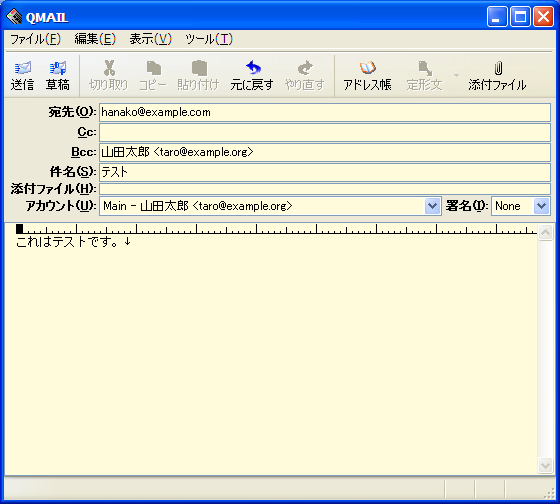 QMAIL
ファイル(F) 編集(E) 表示(V) ツール(T)
送信 草稿 切り取り コピー 貼り付け 元に戻す やり直す アドレス帳 定形文 添付ファイル
宛先(O): hanako@example.com
Cc:
Bcc: 山田太郎 <taro@example.org>
件名(S): テスト
添付ファイル(H):
アカウント(U): Main - 山田太郎 <taro@example.org> 署名(I): None
これはテストです。↓